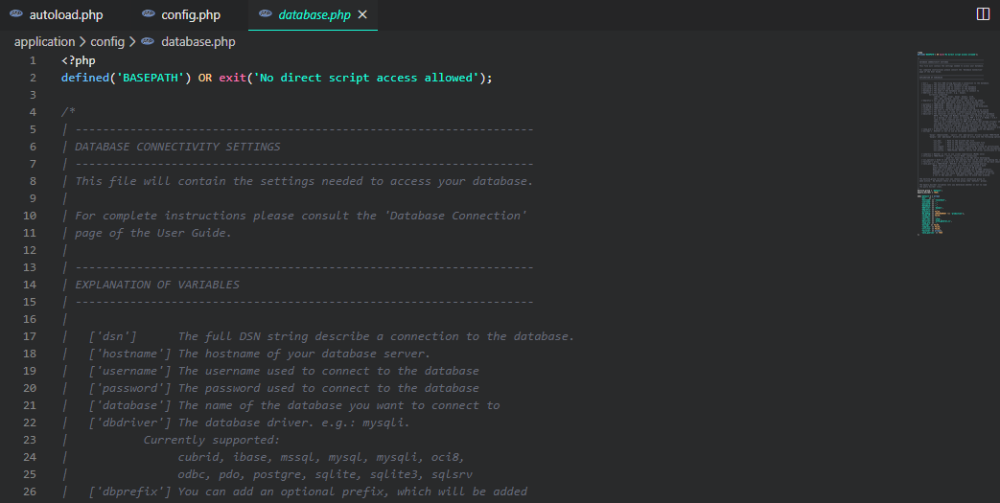 autoload.php config.php database.php
application > config > database.php
1 <?php
2 defined('BASEPATH') OR exit('No direct script access allowed');
3
4 /*
5 | -------------------------------------------------------------------
6 | DATABASE CONNECTIVITY SETTINGS
7 | -------------------------------------------------------------------
8 | This file will contain the settings needed to access your database.
9 |
10 | For complete instructions please consult the 'Database Connection'
11 | page of the User Guide.
12 |
13 | -------------------------------------------------------------------
14 | EXPLANATION OF VARIABLES
15 | -------------------------------------------------------------------
16 |
17 | ['dsn'] The full DSN string describe a connection to the database.
18 | ['hostname'] The hostname of your database server.
19 | ['username'] The username used to connect to the database
20 | ['password'] The password used to connect to the database
21 | ['database'] The name of the database you want to connect to
22 | ['dbdriver'] The database driver. e.g.: mysqli.
23 | Currently supported:
24 | cubrid, ibase, mssql, mysql, mysqli, oci8,
25 | odbc, pdo, postgre, sqlite, sqlite3, sqlsrv
26 | ['dbprefix'] You can add an optional prefix, which will be added